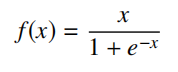 f(x) = x / (1 + e^{-x})